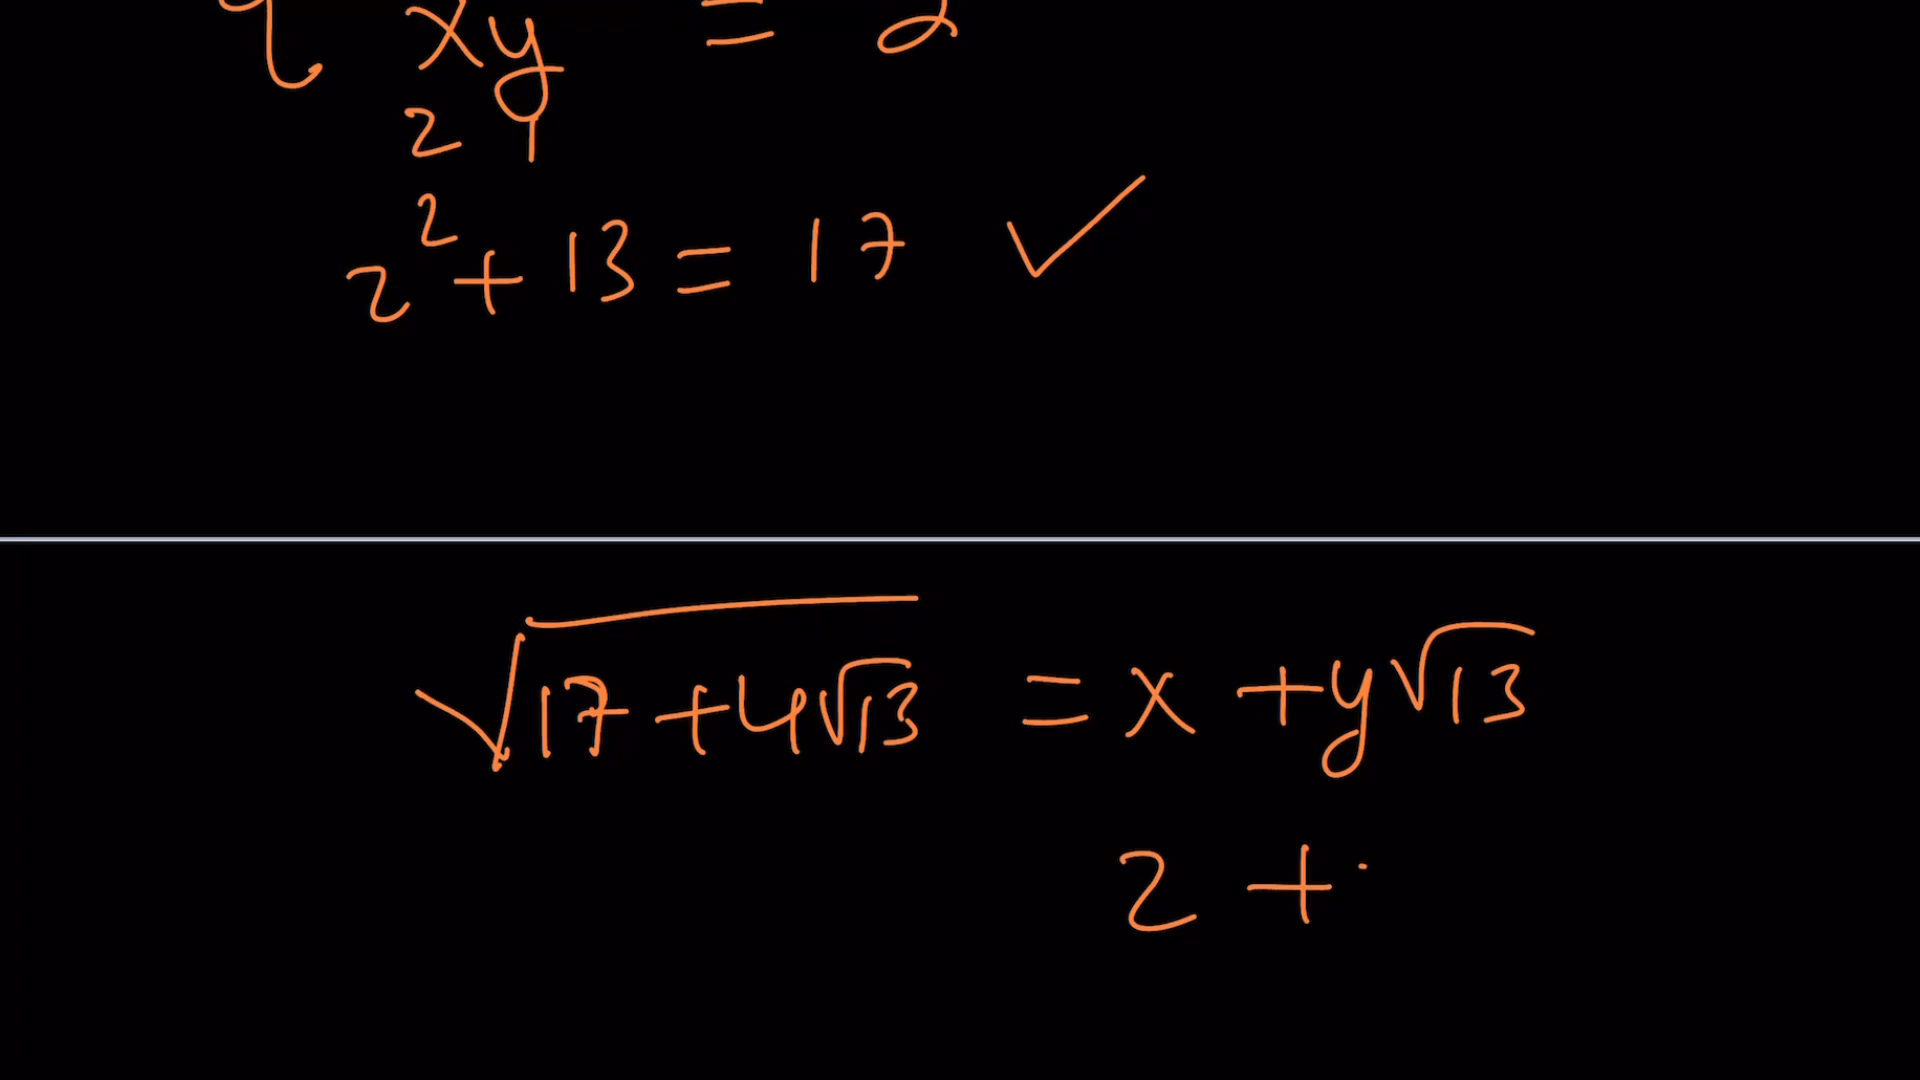 { xy = 2
2 1
2² + 13 = 17 ✓
√(17 + 4√13) = x + y√13
2 +